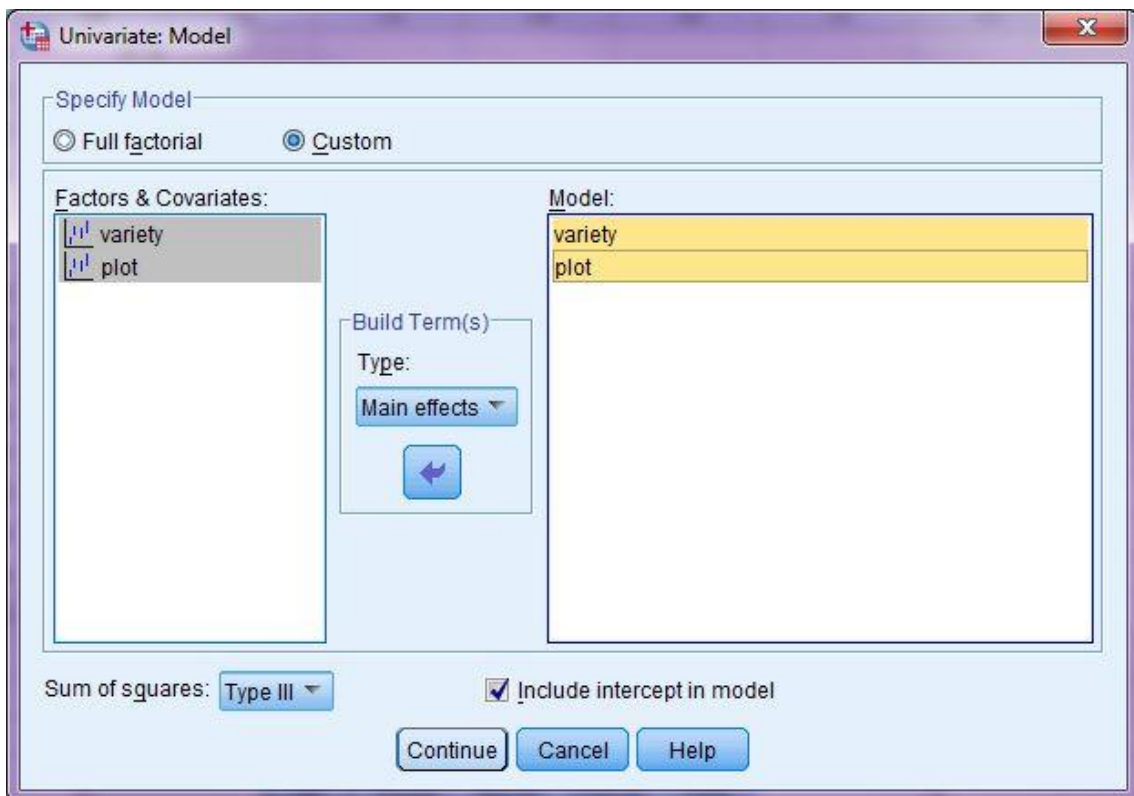 Univariate: Model
Specify Model
Full factorial Custom
Factors & Covariates:
variety
plot
Build Term(s)
Type:
Main effects
Model:
variety
plot
Sum of squares: Type III Include intercept in model
Continue Cancel Help